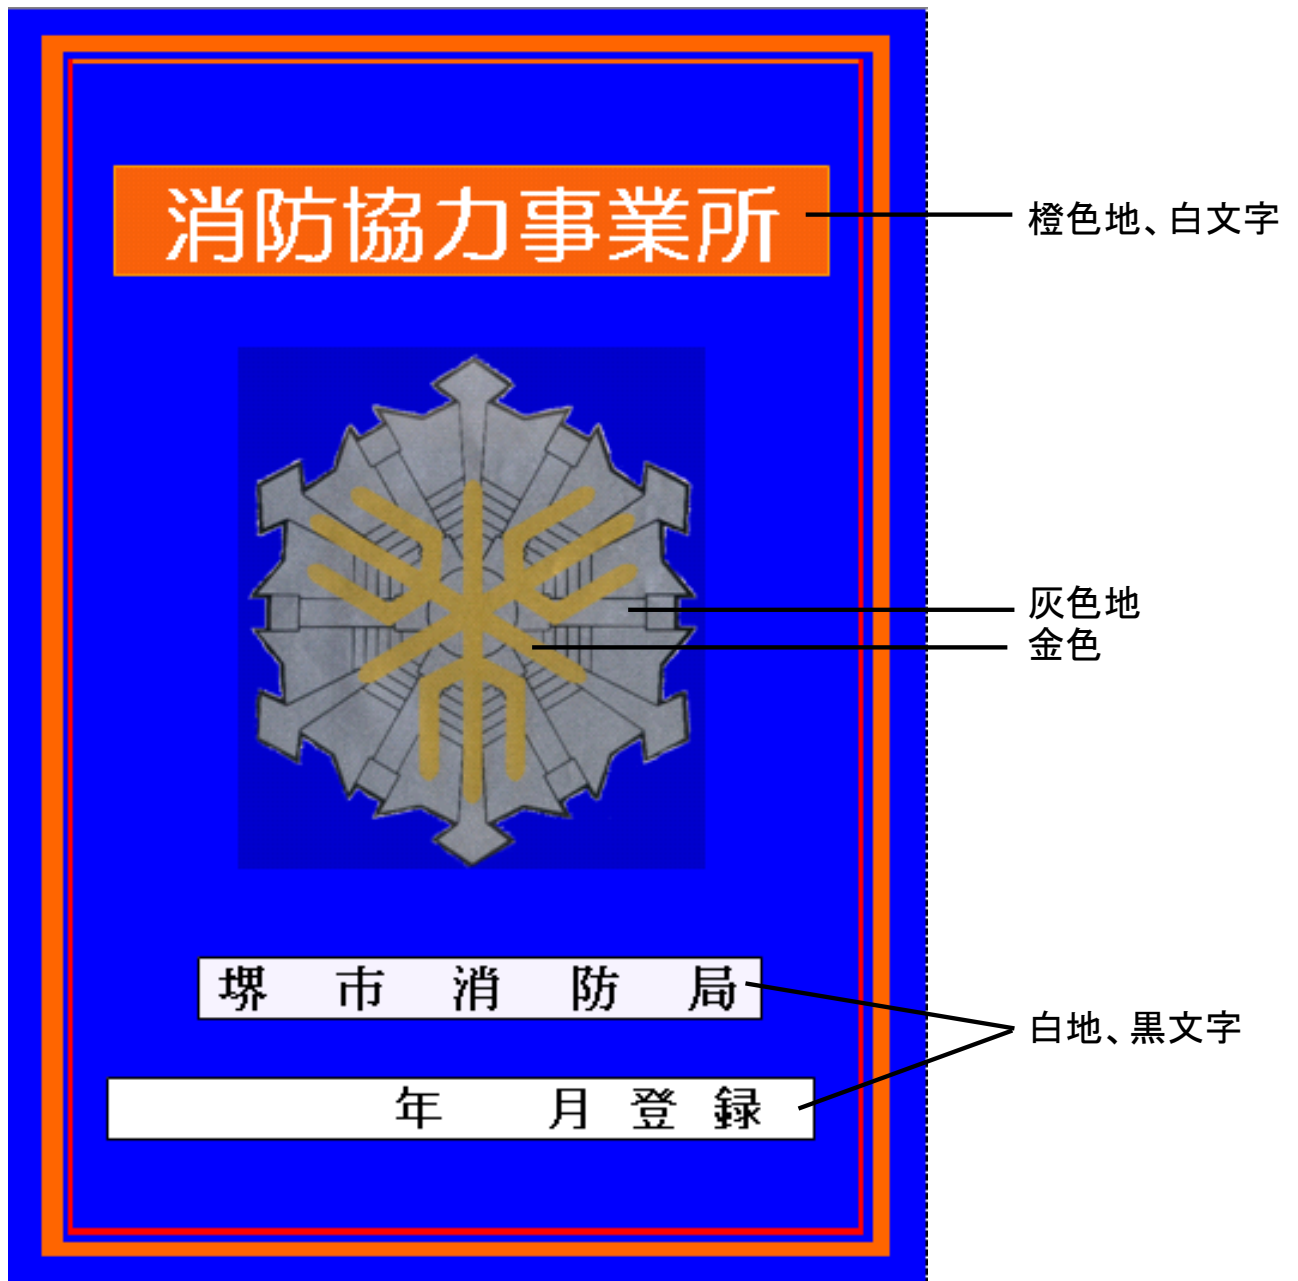 消防協力事業所
橙色地、白文字
灰色地
金色
堺市消防局
白地、黒文字
年 月登録